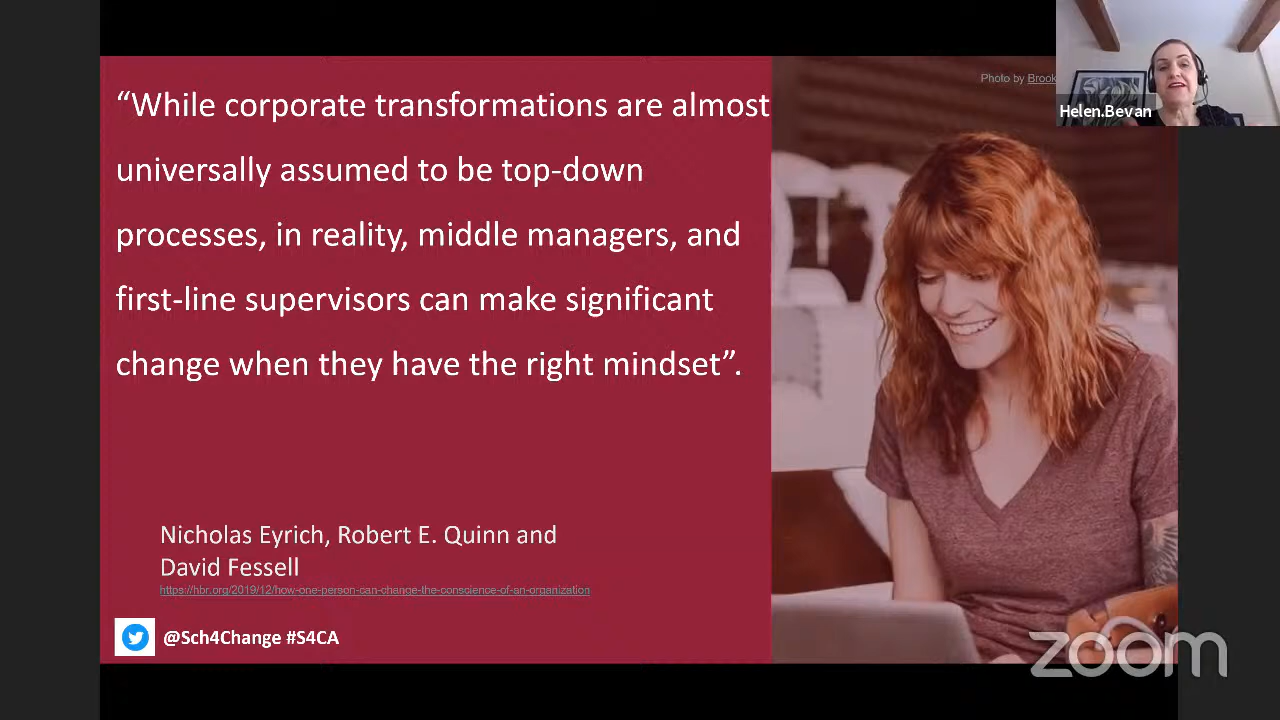 “While corporate transformations are almost
universally assumed to be top-down
processes, in reality, middle managers, and
first-line supervisors can make significant
change when they have the right mindset”.
Nicholas Eyrich, Robert E. Quinn and
David Fessell
https://hbr.org/2019/12/how-one-person-can-change-the-conscience-of-an-organization
@Sch4Change #S4CA
Photo by Brook
Helen.Bevan
zoom